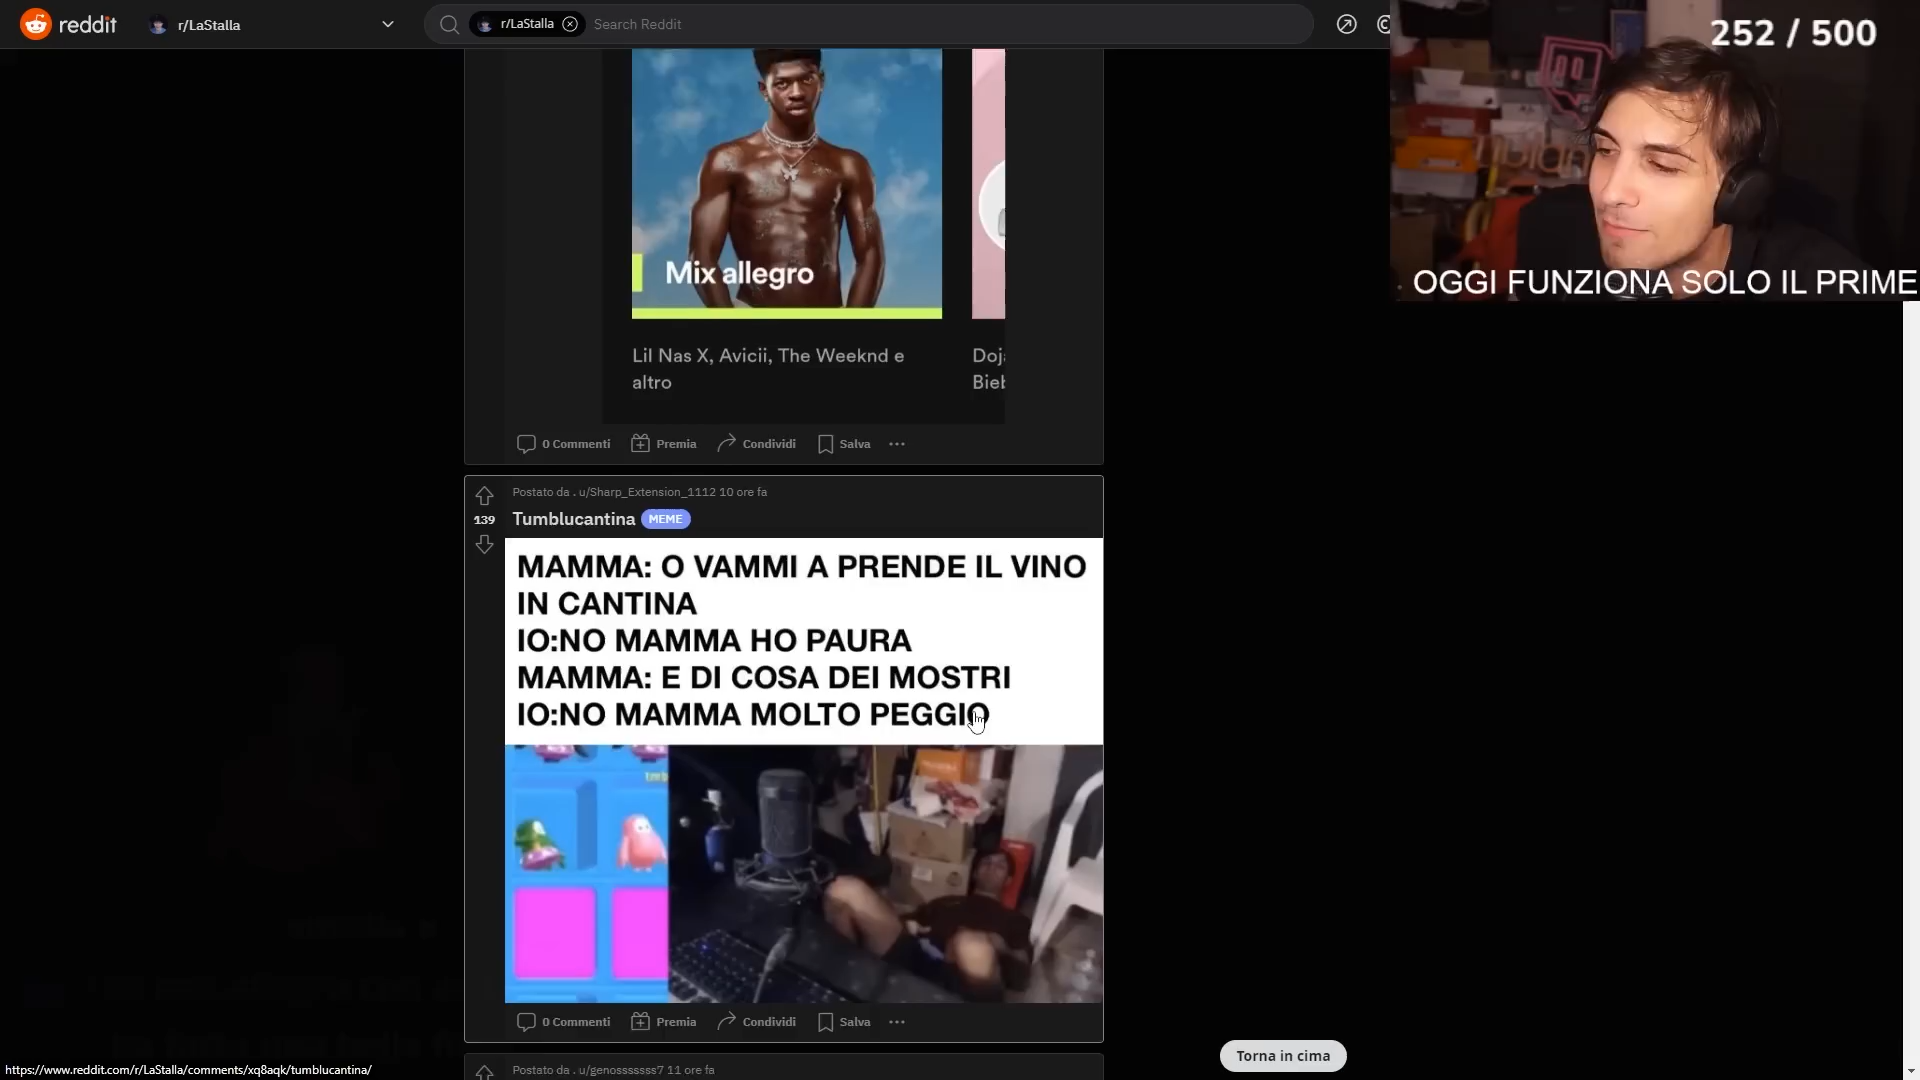 reddit
r/LaStalla
r/LaStalla
Search Reddit
252 / 500
OGGI FUNZIONA SOLO IL PRIME
Mix allegro
Lil Nas X, Avicii, The Weeknd e
altro
0 Commenti
Premia
Condividi
Salva
Postato da . u/Sharp_Extension_1112 10 ore fa
139
Tumblucantina
MEME
MAMMA: O VAMMI A PRENDE IL VINO
IN CANTINA
IO:NO MAMMA HO PAURA
MAMMA: E DI COSA DEI MOSTRI
IO:NO MAMMA MOLTO PEGGIO
0 Commenti
Premia
Condividi
Salva
Torna in cima
Postato da . u/genosssssss7 11 ore fa
https://www.reddit.com/r/LaStalla/comments/xq8aqk/tumblucantina/